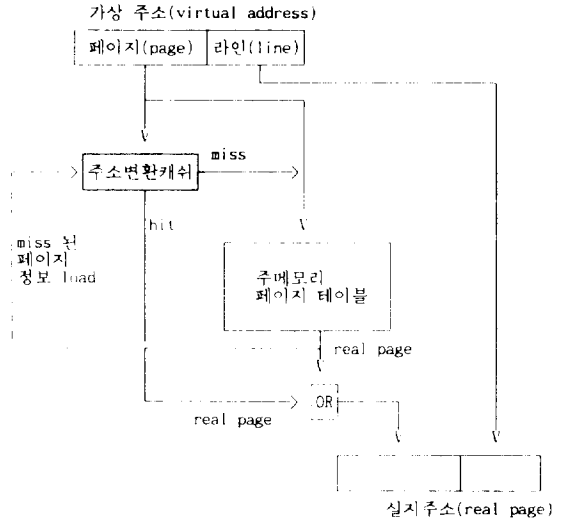 가상 주소(virtual address)
페이지(page) 라인(line)
주소변환캐쉬
miss
hit
miss 된
페이지
정보 load
주메모리
페이지 테이블
real page
OR
real page
실지주소(real page)